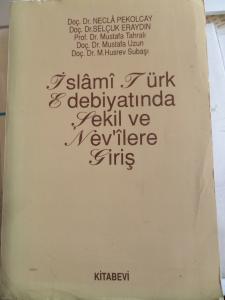 Doç. Dr. NECLÂ PEKOLCAY
Doç. Dr. SELÇUK ERAYDIN
Prof. Dr. Mustafa Tahralı
Doç. Dr. Mustafa Uzun
Doç. Dr. M.Husrev Subaşı
İslâmî Türk
Edebiyatında
Şekil ve
Nev'îlere
Giriş
KİTABEVİ